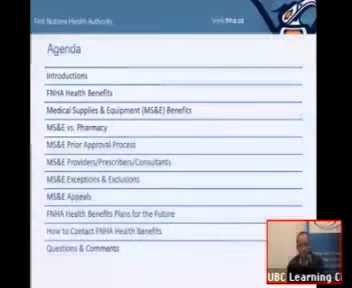 First Nations Health Authority
www.fnha.ca
Agenda
Introductions
FNHA Health Benefits
Medical Supplies & Equipment (MS&E) Benefits
MS&E vs. Pharmacy
MS&E Prior Approval Process
MS&E Providers/Prescribers/Consultants
MS&E Exceptions & Exclusions
MS&E Appeals
FNHA Health Benefits Plans for the Future
How to Contact FNHA Health Benefits
Questions & Comments
UBC Learning C